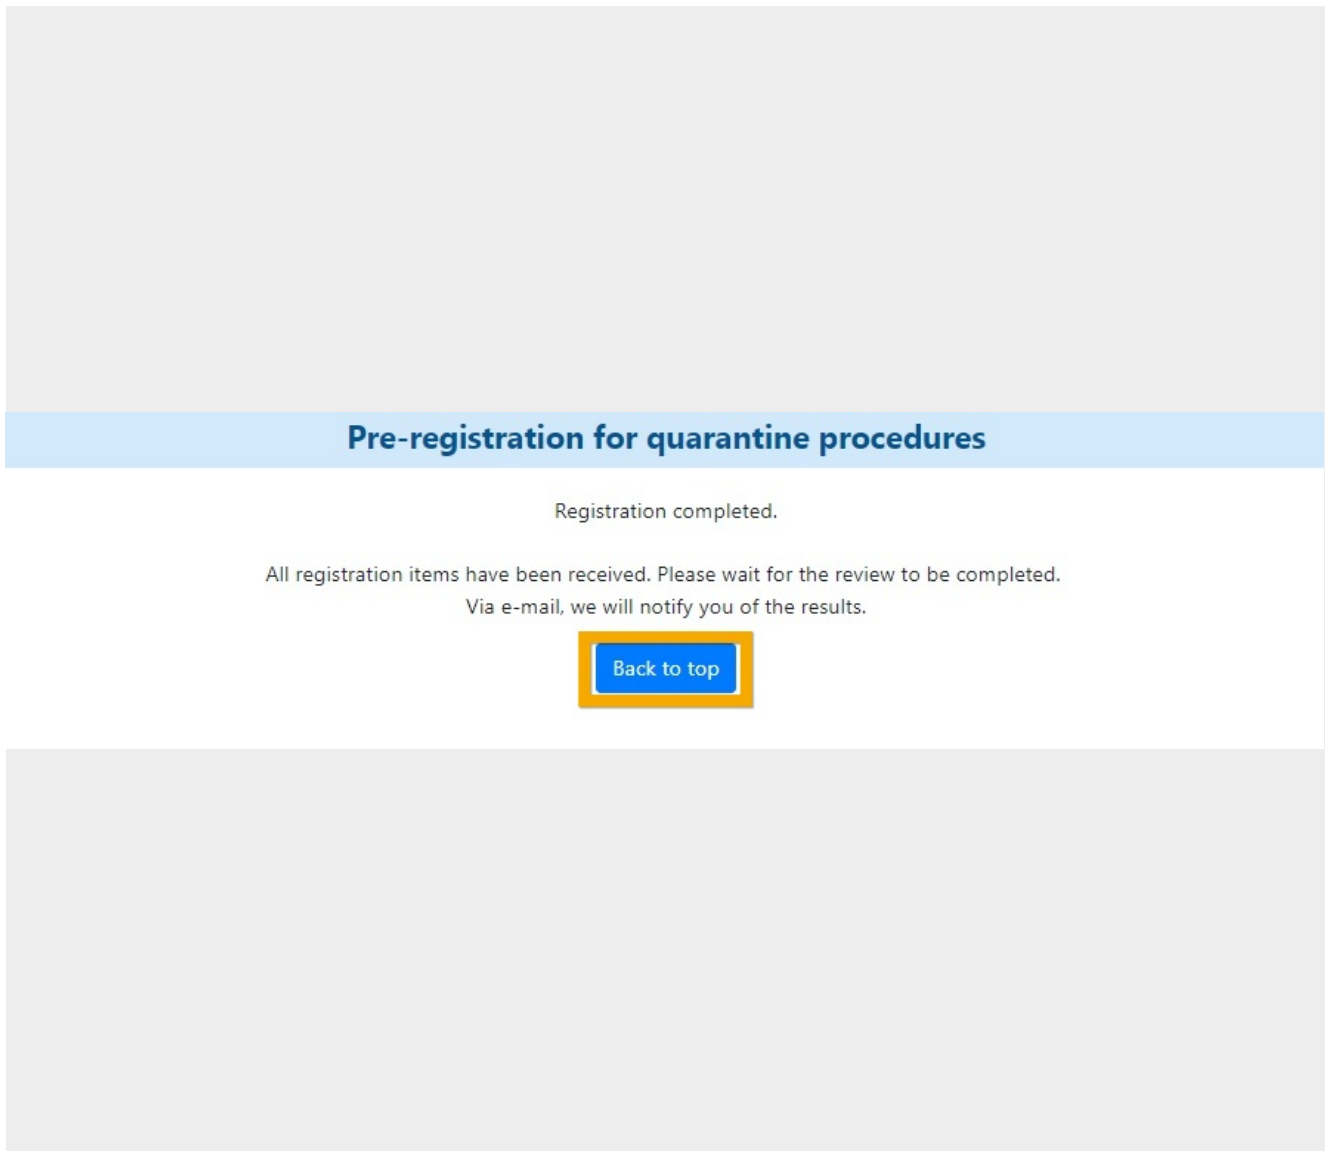 Pre-registration for quarantine procedures
Registration completed.
All registration items have been received. Please wait for the review to be completed.
Via e-mail, we will notify you of the results.
Back to top